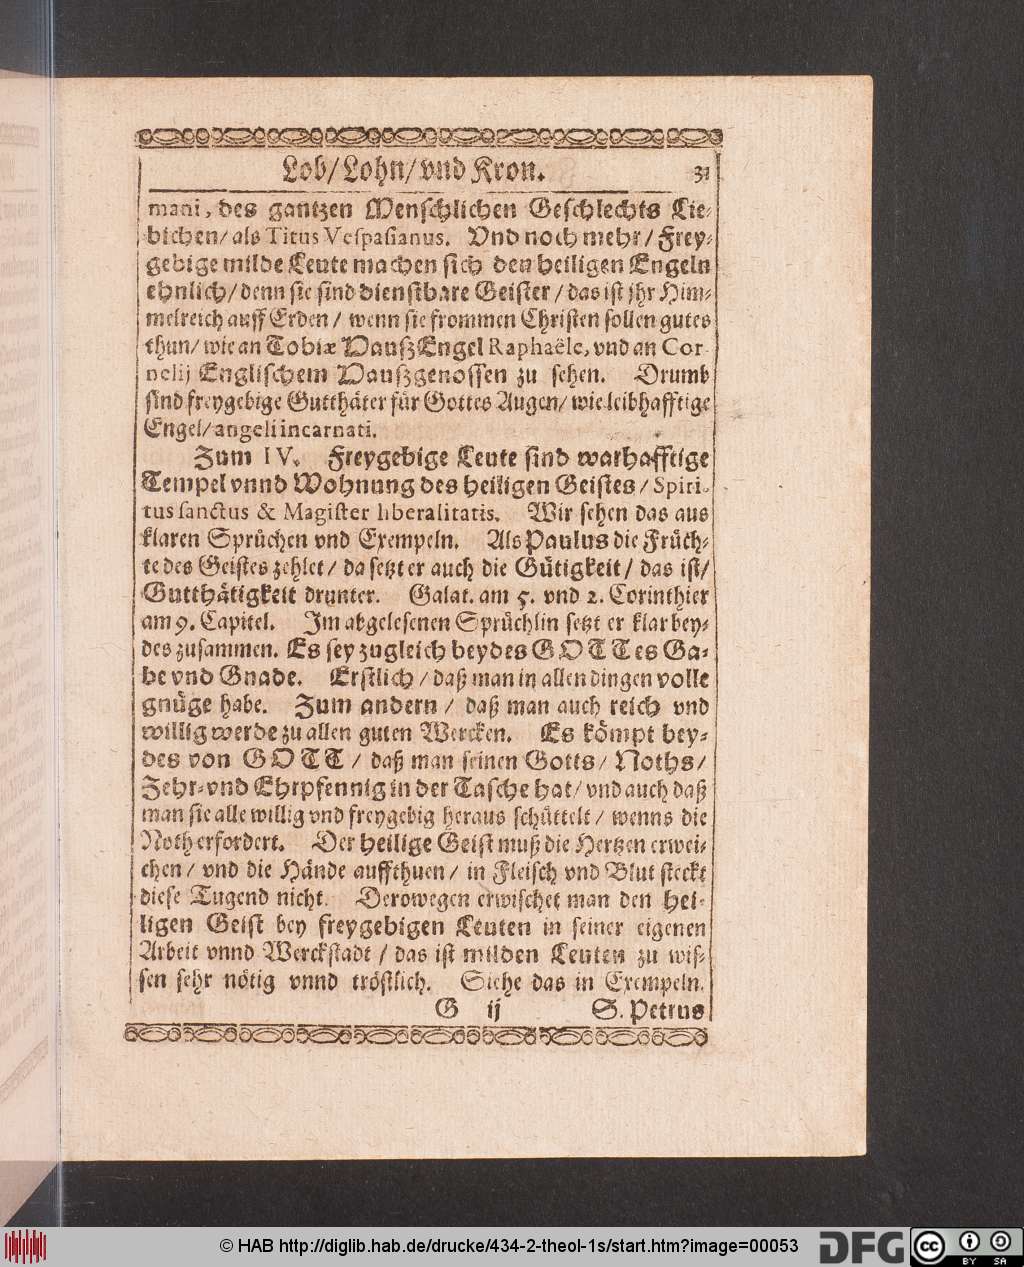 Lob/ Lohn/ vnd Kron. 31
mani, des gantzen Menschlichen Geschlechts Lie-
bichen/ als Titus Vespasianus. Vnd noch mehr/ Frey-
gebige milde Leute machen sich den heiligen Engeln
ehnlich/ denn sie sind dienstbare Geister/ das ist jhr Him-
melreich auff Erden/ wenn sie frommen Christen sollen gutes
thun/ wie an Tobiæ HaußEngel Raphaële, vnd an Cor-
nelij Englischem Haußgenossen zu sehen. Drumb
sind freygebige Gutthäter für Gottes Augen/ wie leibhafftige
Engel/ angeli incarnati.
Zum IV. Freygebige Leute sind warhafftige
Tempel vnnd Wohnung des heiligen Geistes/ Spiri-
tus sanctus & Magister liberalitatis. Wir sehen das aus
klaren Sprüchen vnd Exempeln. Als Paulus die Früch-
te des Geistes zehlet/ da setzt er auch die Gütigkeit/ das ist/
Gutthätigkeit drunter. Galat. am 5. vnd 2. Corinthier
am 9. Capitel. Im abgelesenen Sprüchlin setzt er klar bey-
des zusammen. Es sey zugleich beydes GOTTes Ga-
be vnd Gnade. Erstlich/ daß man in allen dingen volle
gnüge habe. Zum andern/ daß man auch reich vnd
willig werde zu allen guten Wercken. Es kömpt bey-
des von GOTT/ daß man seinen Gotts/ Noths/
Zehr-vnd Ehrpfennig in der Tasche hat/ vnd auch daß
man sie alle willig vnd freygebig heraus schüttelt/ wenns die
Noth erfordert. Der heilige Geist muß die Hertzen erwei-
chen/ vnd die Hände auffthuen/ in Fleisch vnd Blut steckt
diese Tugend nicht. Derowegen erwischet man den hei-
ligen Geist bey freygebigen Leuten in seiner eigenen
Arbeit vnnd Werckstadt/ das ist milden Leuten zu wis-
sen sehr nötig vnnd tröstlich. Siehe das in Exempeln.
G ij S. Petrus
© HAB http://diglib.hab.de/drucke/434-2-theol-1s/start.htm?image=00053
DFG
cc BY SA